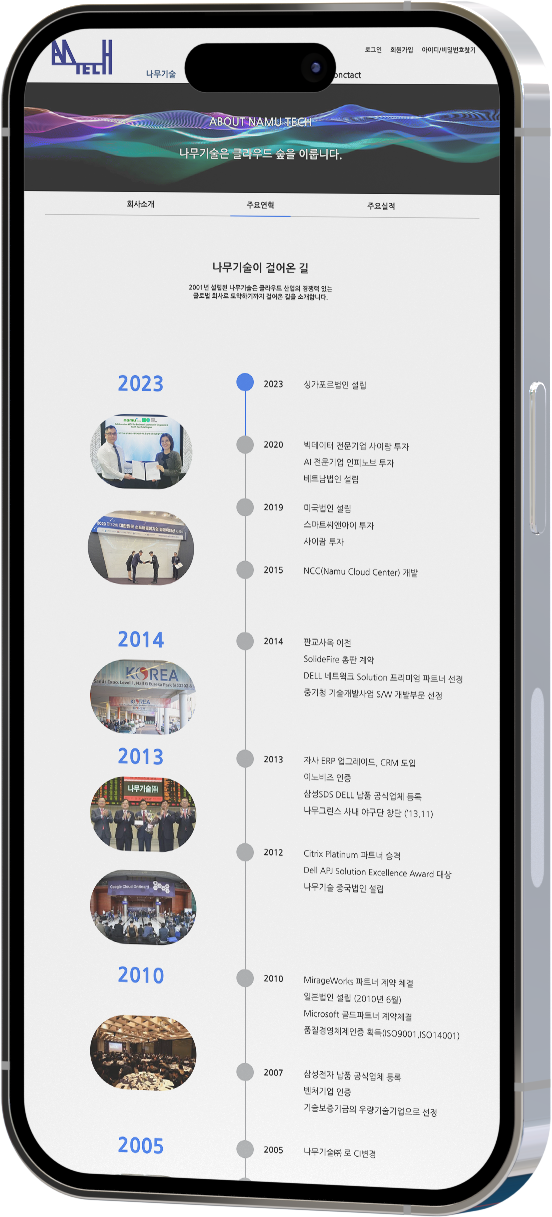 NAMU TECH
로그인 회원가입 아이디/비밀번호찾기
나무기술
onctact
ABOUT NAMU TECH
나무기술은 클라우드 숲을 이룹니다.
회사소개 주요연혁 주요실적
나무기술이 걸어온 길
2001년 설립된 나무기술은 클라우드 산업의 경쟁력 있는
글로벌 회사로 도약하기까지 걸어온 길을 소개합니다.
2023
2023 싱가포르법인 설립
2020 빅데이터 전문기업 사이람 투자
AI 전문기업 인피노브 투자
베트남법인 설립
2019 미국법인 설립
스마트씨앤아이 투자
사이람 투자
2015 NCC(Namu Cloud Center) 개발
2014
2014 판교사옥 이전
SolideFire 총판 계약
DELL 네트웍크 Solution 프리미엄 파트너 선정
중기청 기술개발사업 S/W 개발부문 선정
KOREA
KOREA
2013
2013 자사 ERP 업그레이드, CRM 도입
이노비즈 인증
삼성SDS DELL 납품 공식업체 등록
나무그린스 사내 야구단 창단 ('13.11)
나무기술(주)
2012 Citrix Platinum 파트너 승격
Dell APJ Solution Excellence Award 대상
나무기술 중국법인 설립
Google Cloud Onboard
2010
2010 MirageWorks 파트너 계약 체결
일본법인 설립 (2010년 6월)
Microsoft 골드파트너 계약체결
품질경영체제인증 획득(ISO9001,ISO14001)
2007 삼성전자 납품 공식업체 등록
벤처기업 인증
기술보증기금의 우량기술기업으로 선정
2005
2005 나무기술㈜ 로 CI변경